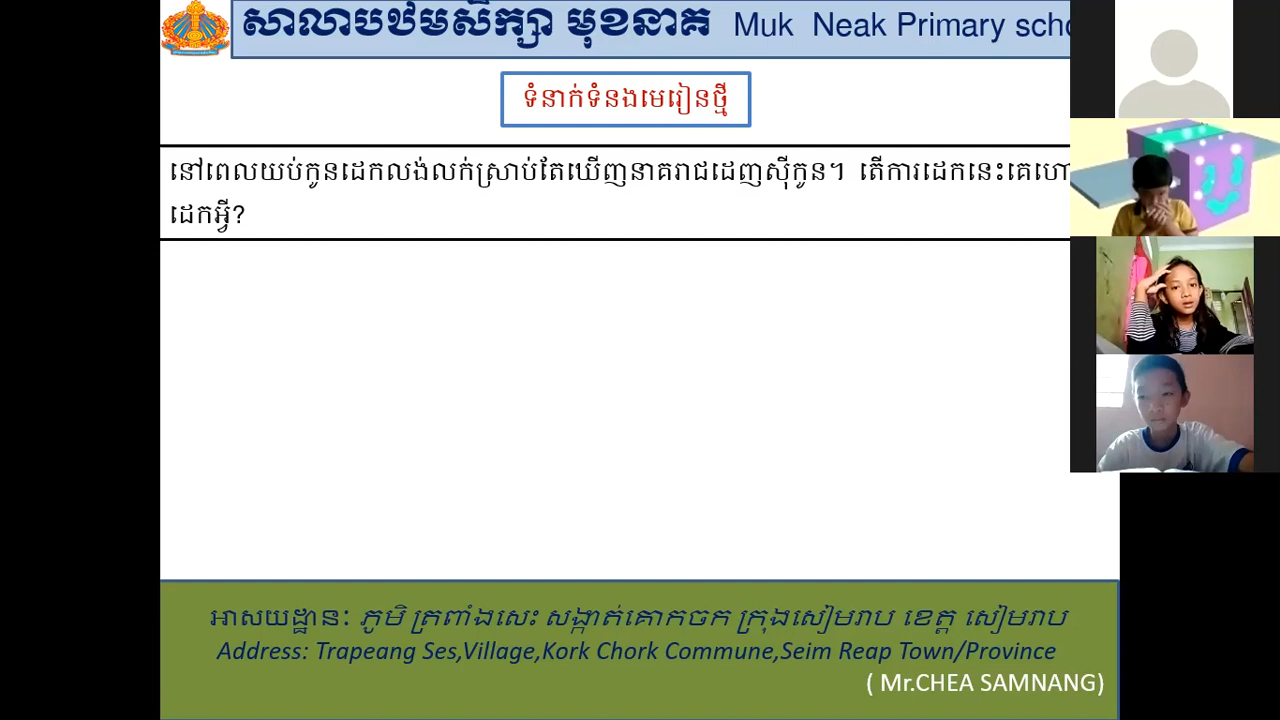 សាលាបឋមសិក្សា មុខនាគ Muk Neak Primary
ទំនាក់ទំនងមេរៀនថ្មី
នៅពេលយប់កូនដេកលង់លក់ស្រាប់តែឃើញនាគរាជដេញស៊ីកូន។ តើការដេកនេះគេហៅ
ដេកអ្វី?
អាសយដ្ឋានៈ ភូមិ ត្រពាំងសេះ សង្កាត់គោកចក ក្រុងសៀមរាប ខេត្ត សៀមរាប
Address: Trapeang Ses,Village,Kork Chork Commune,Seim Reap Town/Province
( Mr.CHEA SAMNANG)